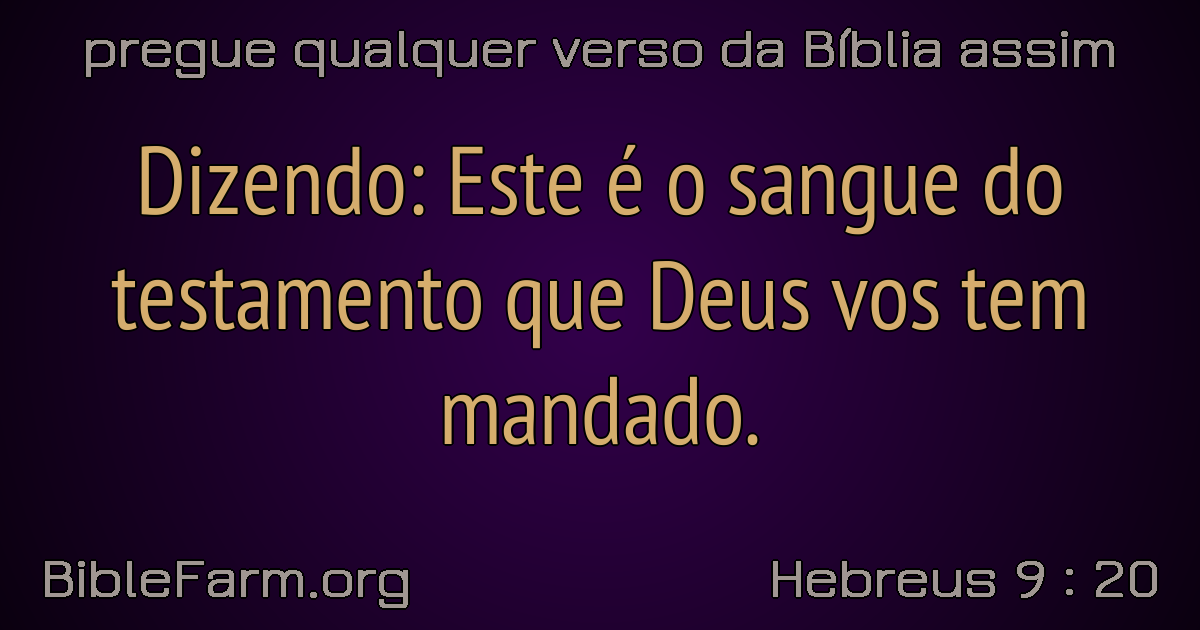 pregue qualquer verso da Bíblia assim
Dizendo: Este é o sangue do
testamento que Deus vos tem
mandado.
BibleFarm.org
Hebreus 9 : 20